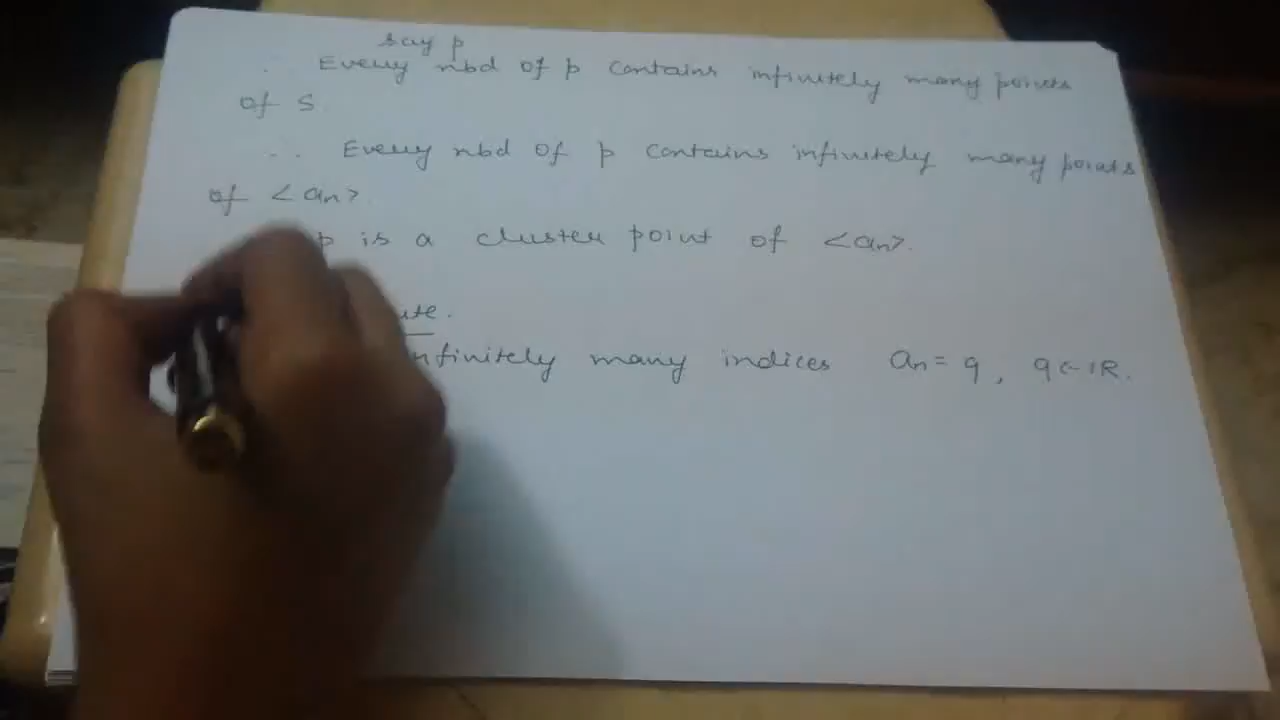 say p
Every nbd of p contains infinitely many points
of S
∴ Every nbd of p contains infinitely many points
of <an>
p is a cluster point of <an>.
infinitely many indices an = q, q ∈ IR.